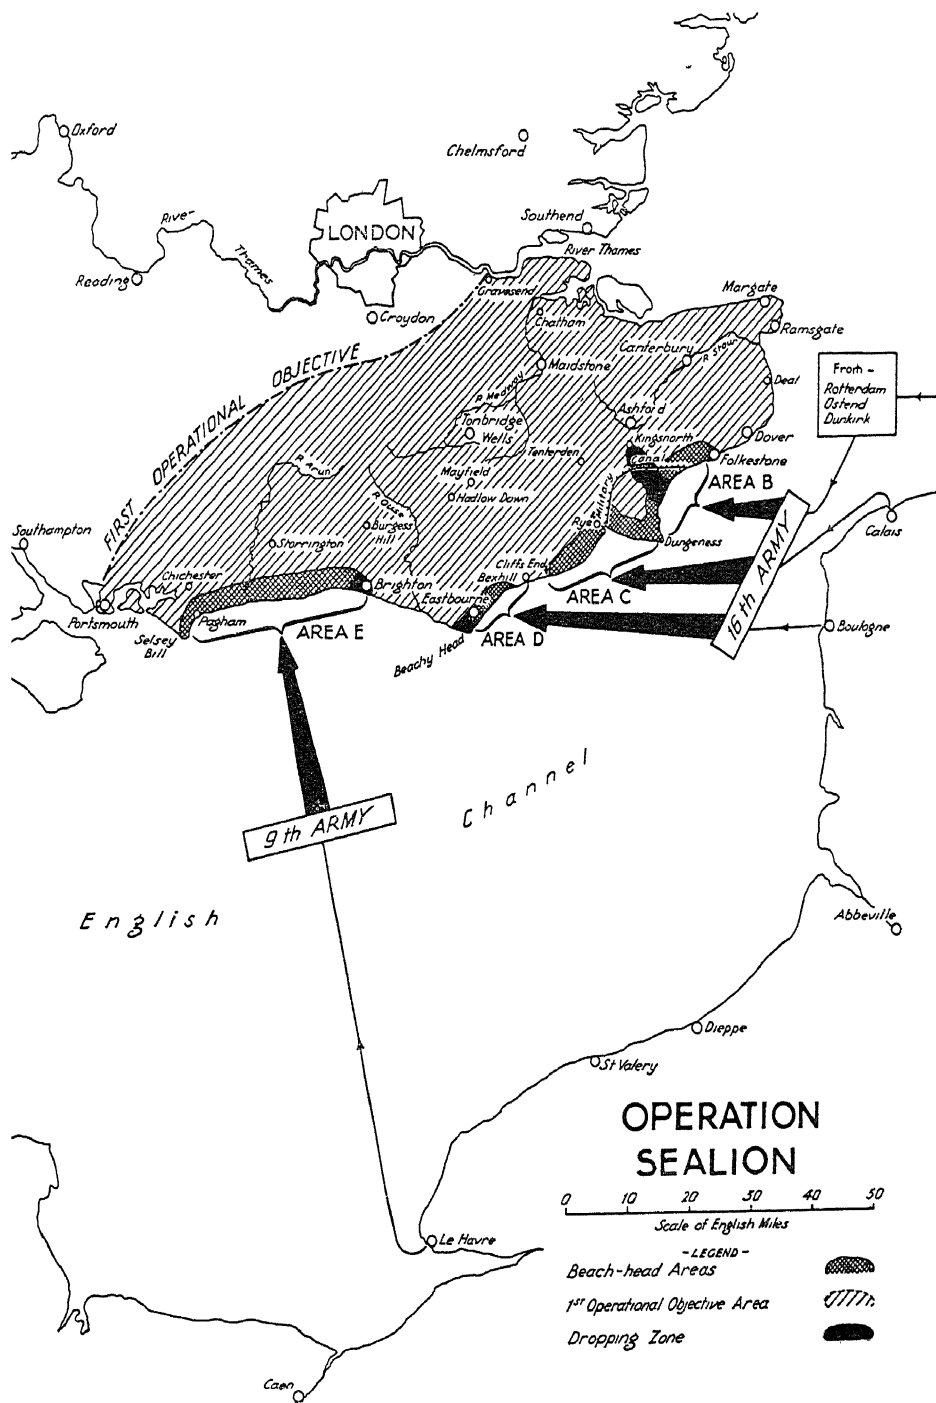 Oxford
Chelmsford
River
Thames
LONDON
Southend
River Thames
Reading
Gravesend
Croydon
Chatham
Margate
Ramsgate
FIRST OPERATIONAL OBJECTIVE
Maidstone
Canterbury
R Stour
Deal
From -
Rotterdam
Ostend
Dunkirk
R Medway
Ashford
Tonbridge
Wells
Kingsnorth
Canal
Dover
Folkestone
Tenterden
R Arun
Mayfield
Hadlow Down
R Ouse
Military
AREA B
Rye
Southampton
Burgess
Hill
Storrington
Dungeness
Calais
Chichester
Cliffs End
Bexhill
16th ARMY
Brighton
Eastbourne
AREA C
Portsmouth
Pagham
AREA E
AREA D
Boulogne
Selsey
Bill
Beachy Head
Channel
9th ARMY
English
Abbeville
Dieppe
St Valery
OPERATION
SEALION
0 10 20 30 40 50
Scale of English Miles
Le Havre
- LEGEND -
Beach-head Areas
1ST Operational Objective Area
Dropping Zone
Caen